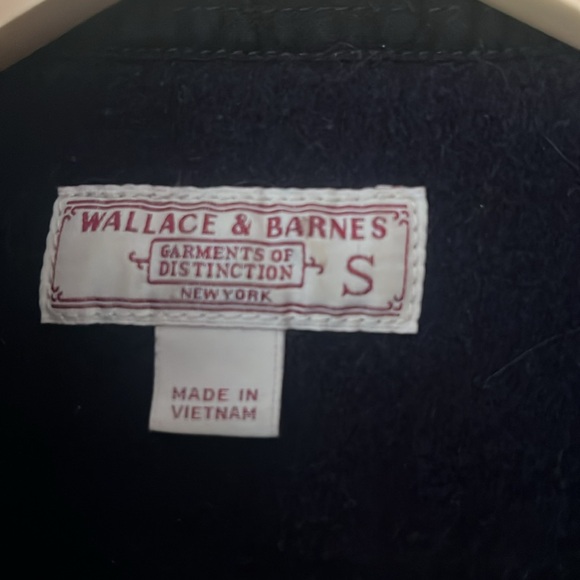 WALLACE & BARNES
GARMENTS OF
DISTINCTION
S
NEW YORK
MADE IN
VIETNAM